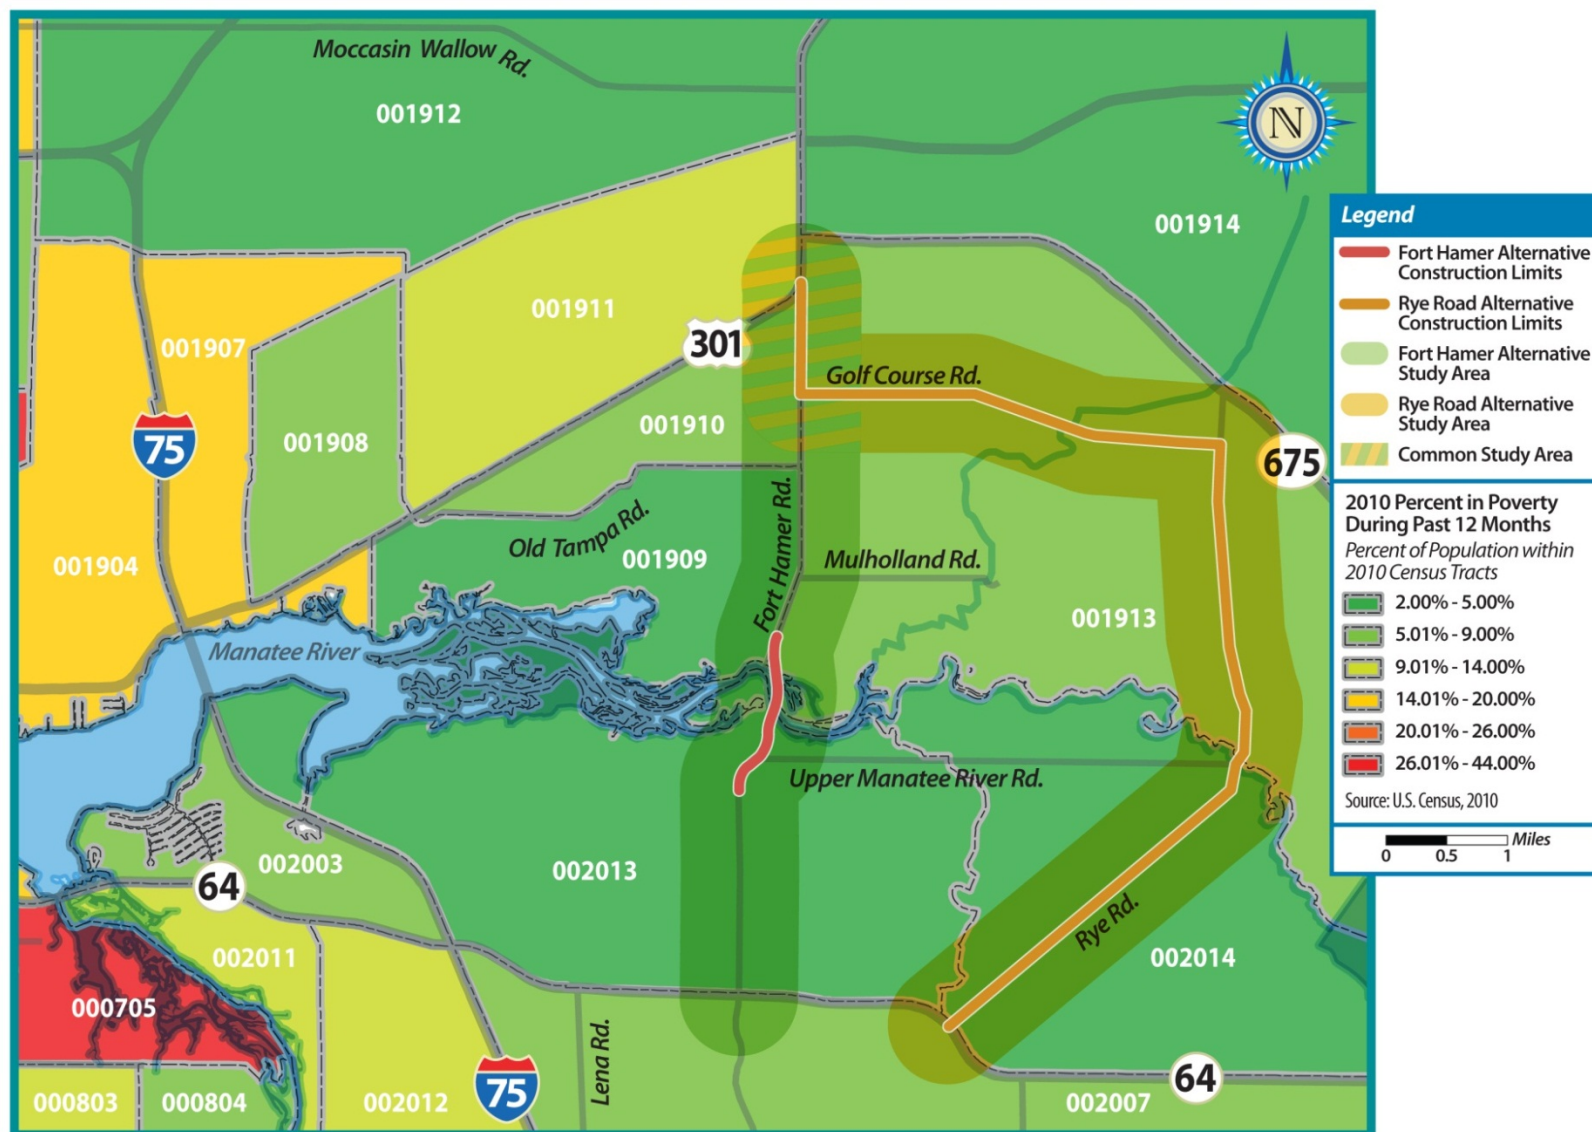 Moccasin Wallow Rd.
001912
N
001914
Legend
Fort Hamer Alternative
Construction Limits
Rye Road Alternative
Construction Limits
Fort Hamer Alternative
Study Area
Rye Road Alternative
Study Area
Common Study Area
2010 Percent in Poverty
During Past 12 Months
Percent of Population within
2010 Census Tracts
2.00% - 5.00%
5.01% - 9.00%
9.01% - 14.00%
14.01% - 20.00%
20.01% - 26.00%
26.01% - 44.00%
Source: U.S. Census, 2010
Miles
0 0.5 1
001911
001907
301
Golf Course Rd.
001908
001910
75
675
Old Tampa Rd.
001909
Fort Hamer Rd.
Mulholland Rd.
001904
001913
Manatee River
Upper Manatee River Rd.
002003
002013
64
Rye Rd.
002011
002014
000705
Lena Rd.
75
64
000803
000804
002012
002007